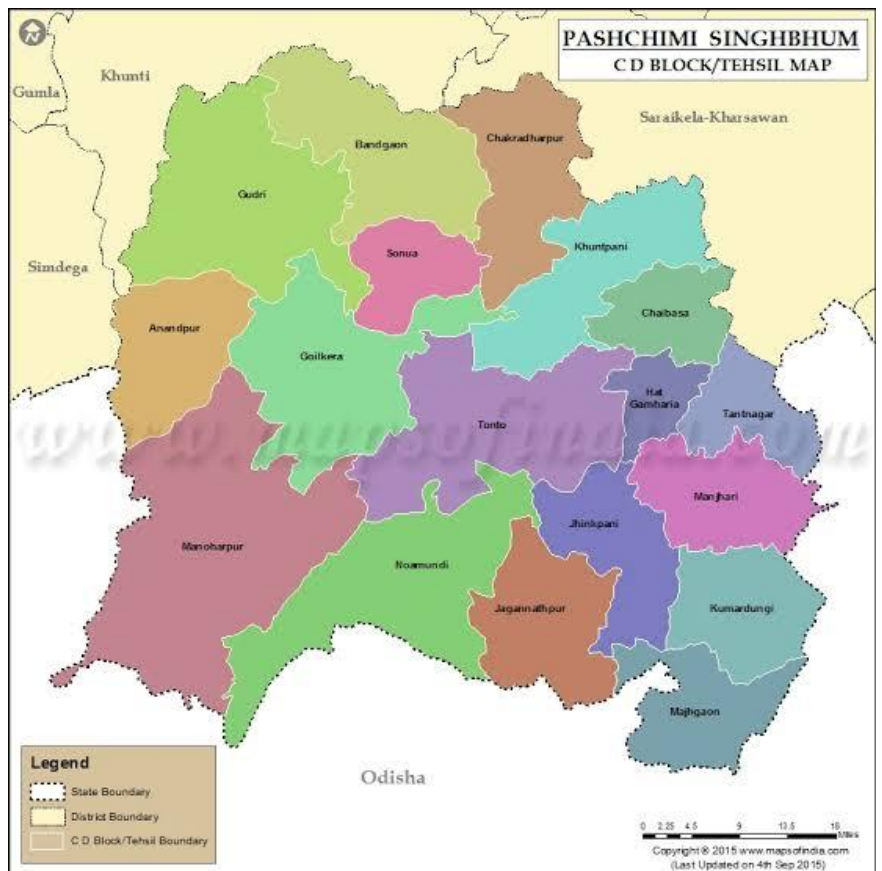 PASHCHIMI SINGHBHUM
C D BLOCK/TEHSIL MAP
N
Khunti
Gumla
Saraikela-Kharsawan
Bandgaon
Chakradharpur
Gudri
Sonua
Khuntpani
Simdega
Chaibasa
Anandpur
Goilkera
Hat
Gamharia
Tantnagar
Tonto
www.mapsofindia.com
Manjhari
Jhinkpani
Manoharpur
Noamundi
Jagannathpur
Kumardungi
Majhgaon
Legend
State Boundary
District Boundary
C D Block/Tehsil Boundary
Odisha
0 2.25 4.5 9 13.5 18
Miles
Copyright ® 2015 www.mapsofindia.com
(Last Updated on 4th Sep 2015)